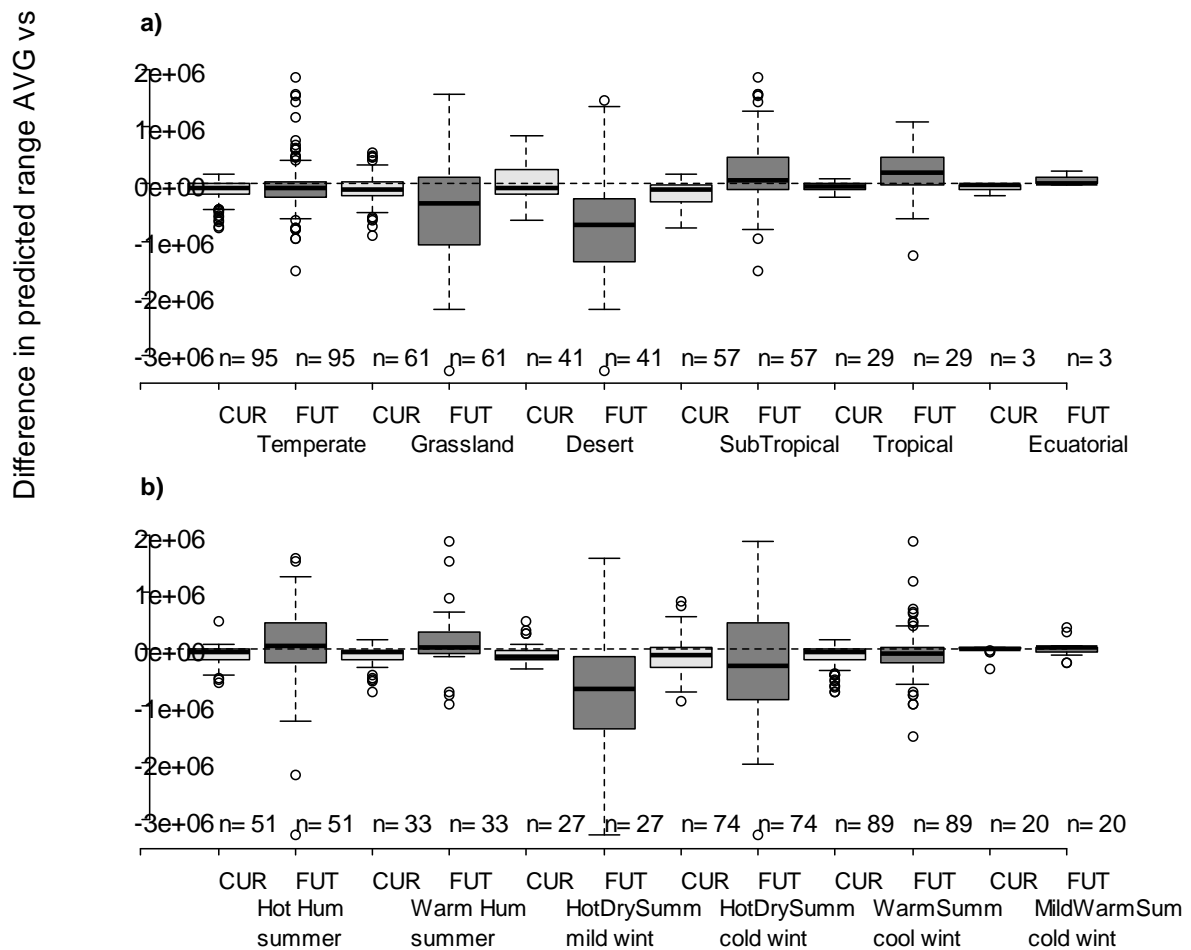 Difference in predicted range AVG vs
a)
2e+06
1e+06
0e+00
-1e+06
-2e+06
-3e+06
n= 95 n= 95 n= 61 n= 61 n= 41 n= 41 n= 57 n= 57 n= 29 n= 29 n= 3 n= 3
CUR FUT CUR FUT CUR FUT CUR FUT CUR FUT CUR FUT
Temperate Grassland Desert SubTropical Tropical Ecuatorial
b)
2e+06
1e+06
0e+00
-1e+06
-2e+06
-3e+06
n= 51 n= 51 n= 33 n= 33 n= 27 n= 27 n= 74 n= 74 n= 89 n= 89 n= 20 n= 20
CUR FUT CUR FUT CUR FUT CUR FUT CUR FUT CUR FUT
Hot Hum Warm Hum HotDrySumm HotDrySumm WarmSumm MildWarmSum
summer summer mild wint cold wint cool wint cold wint